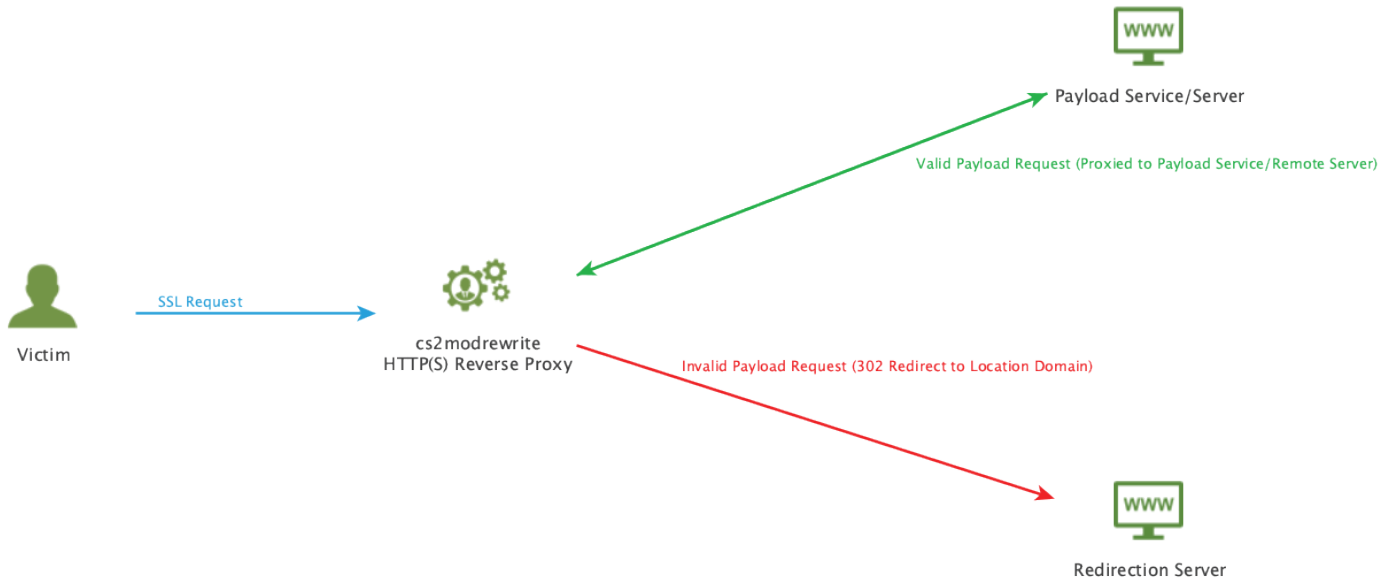 WWW
Payload Service/Server
Valid Payload Request (Proxied to Payload Service/Remote Server)
SSL Request
Victim
cs2modrewrite
HTTP(S) Reverse Proxy
Invalid Payload Request (302 Redirect to Location Domain)
WWW
Redirection Server